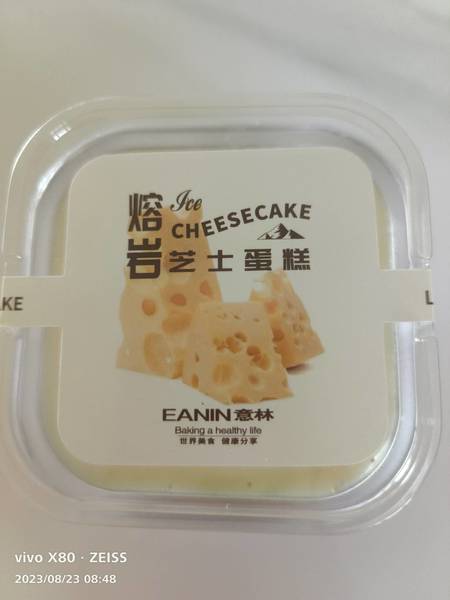 熔岩
Ice
CHEESECAKE
芝士蛋糕
KE
L
EANIN 意林
Baking a healthy life
世界美食 健康分享
vivo X80 · ZEISS
2023/08/23 08:48